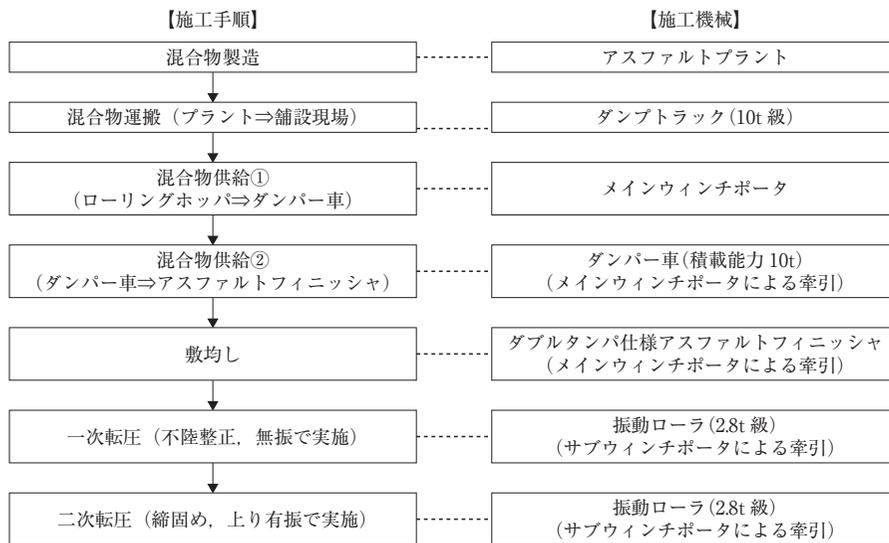 【施工手順】
【施工機械】
混合物製造
アスファルトプラント
混合物運搬（プラント⇒舗設現場）
ダンプトラック（10t 級）
混合物供給①
（ローリングホッパ⇒ダンパー車）
メインウィンチポータ
混合物供給②
（ダンパー車⇒アスファルトフィニッシャ）
ダンパー車（積載能力 10t）
（メインウィンチポータによる牽引）
敷均し
ダブルタンパ仕様アスファルトフィニッシャ
（メインウィンチポータによる牽引）
一次転圧（不陸整正，無振で実施）
振動ローラ（2.8t 級）
（サブウィンチポータによる牽引）
二次転圧（締固め，上り有振で実施）
振動ローラ（2.8t 級）
（サブウィンチポータによる牽引）